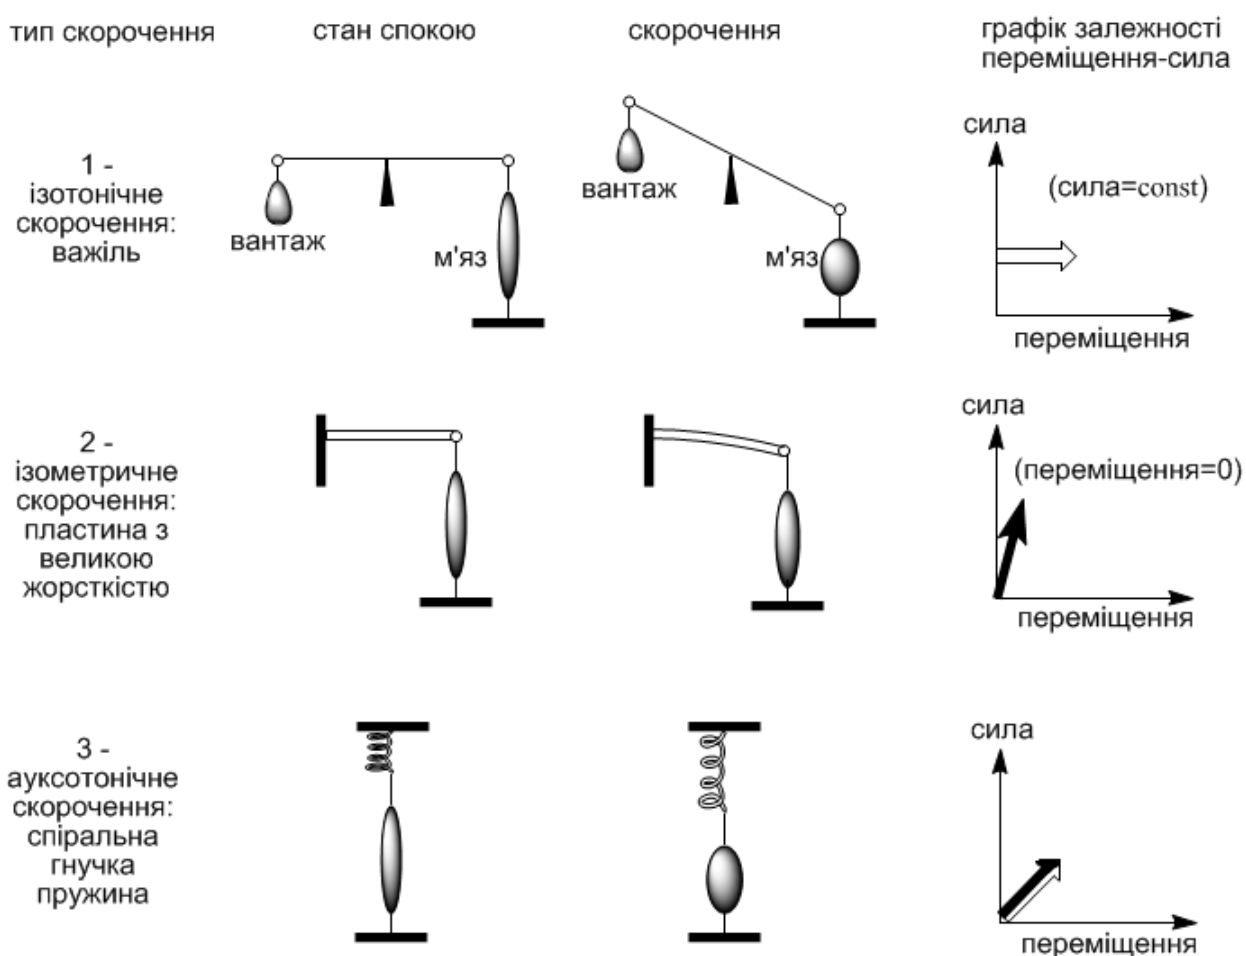 тип скорочення
стан спокою
скорочення
графік залежності
переміщення-сила
1 -
ізотонічне
скорочення:
важіль
вантаж
м'яз
вантаж
м'яз
сила
(сила=const)
переміщення
2 -
ізометричне
скорочення:
пластина з
великою
жорсткістю
сила
(переміщення=0)
переміщення
3 -
ауксотонічне
скорочення:
спіральна
гнучка
пружина
сила
переміщення